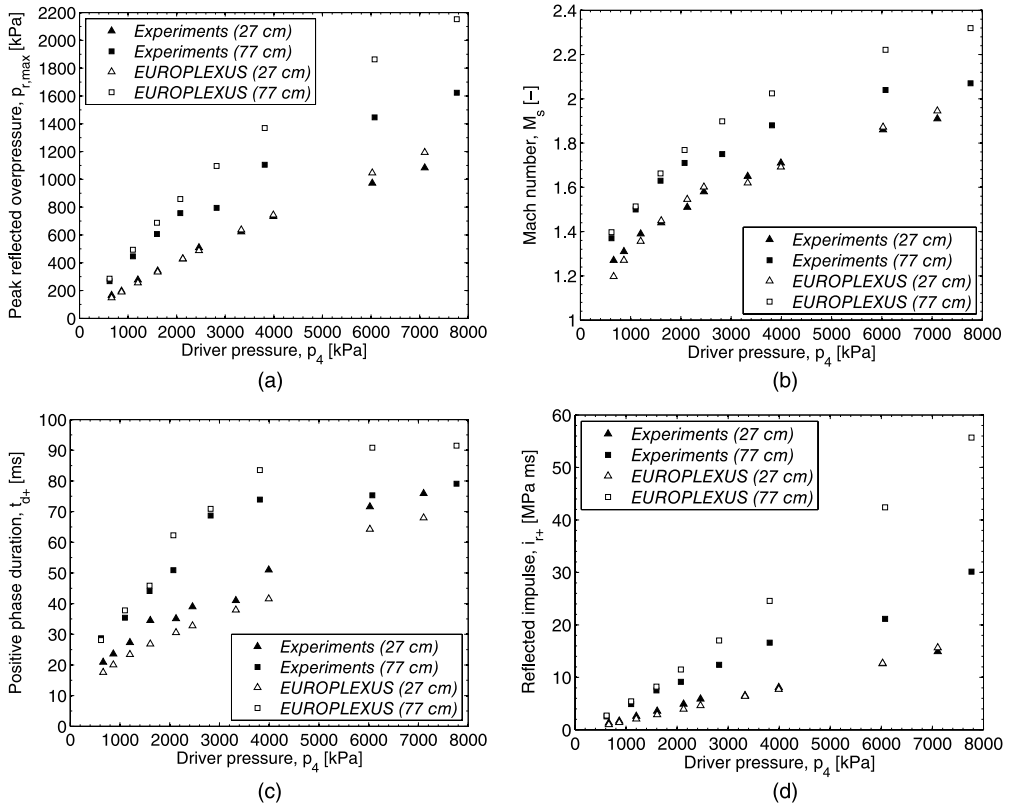 2200
2000
1800
1600
1400
1200
1000
800
600
400
200
0
Peak reflected overpressure, p_r,max [kPa]
Experiments (27 cm)
Experiments (77 cm)
EUROPLEXUS (27 cm)
EUROPLEXUS (77 cm)
0 1000 2000 3000 4000 5000 6000 7000 8000
Driver pressure, p_4 [kPa]
(a)
2.4
2.2
2
1.8
1.6
1.4
1.2
1
Mach number, M_s [−]
Experiments (27 cm)
Experiments (77 cm)
EUROPLEXUS (27 cm)
EUROPLEXUS (77 cm)
0 1000 2000 3000 4000 5000 6000 7000 8000
Driver pressure, p_4 [kPa]
(b)
100
90
80
70
60
50
40
30
20
10
0
Positive phase duration, t_d+ [ms]
Experiments (27 cm)
Experiments (77 cm)
EUROPLEXUS (27 cm)
EUROPLEXUS (77 cm)
0 1000 2000 3000 4000 5000 6000 7000 8000
Driver pressure, p_4 [kPa]
(c)
60
50
40
30
20
10
0
Reflected impulse, i_r+ [MPa ms]
Experiments (27 cm)
Experiments (77 cm)
EUROPLEXUS (27 cm)
EUROPLEXUS (77 cm)
0 1000 2000 3000 4000 5000 6000 7000 8000
Driver pressure, p_4 [kPa]
(d)